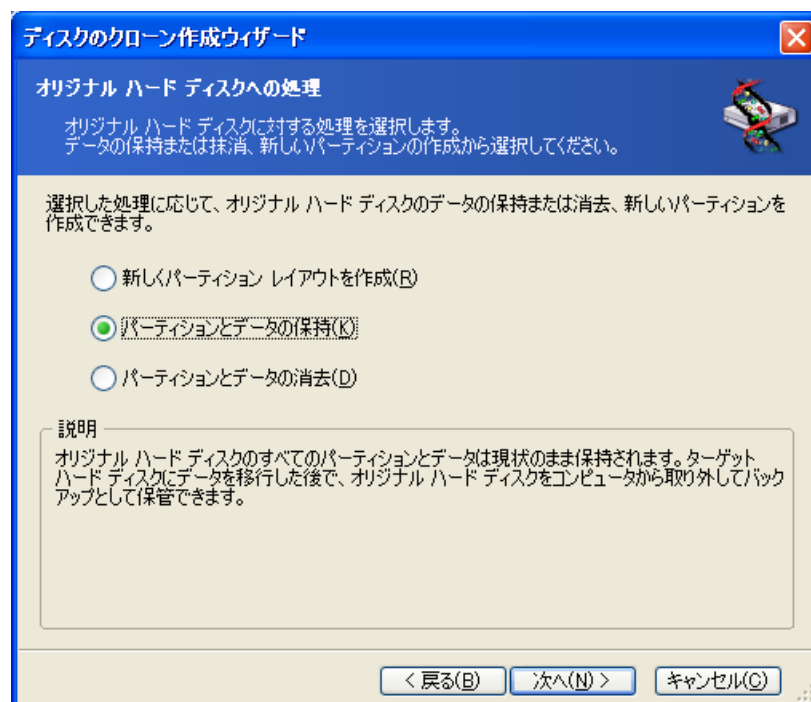 ディスクのクローン作成ウィザード
オリジナル ハード ディスクへの処理
オリジナル ハード ディスクに対する処理を選択します。
データの保持または抹消、新しいパーティションの作成から選択してください。
選択した処理に応じて、オリジナル ハード ディスクのデータの保持または消去、新しいパーティションを
作成できます。
新しくパーティション レイアウトを作成(R)
パーティションとデータの保持(K)
パーティションとデータの消去(D)
説明
オリジナル ハード ディスクのすべてのパーティションとデータは現状のまま保持されます。ターゲット
ハード ディスクにデータを移行した後で、オリジナル ハード ディスクをコンピュータから取り外してバック
アップとして保管できます。
< 戻る(B)
次へ(N) >
キャンセル(C)